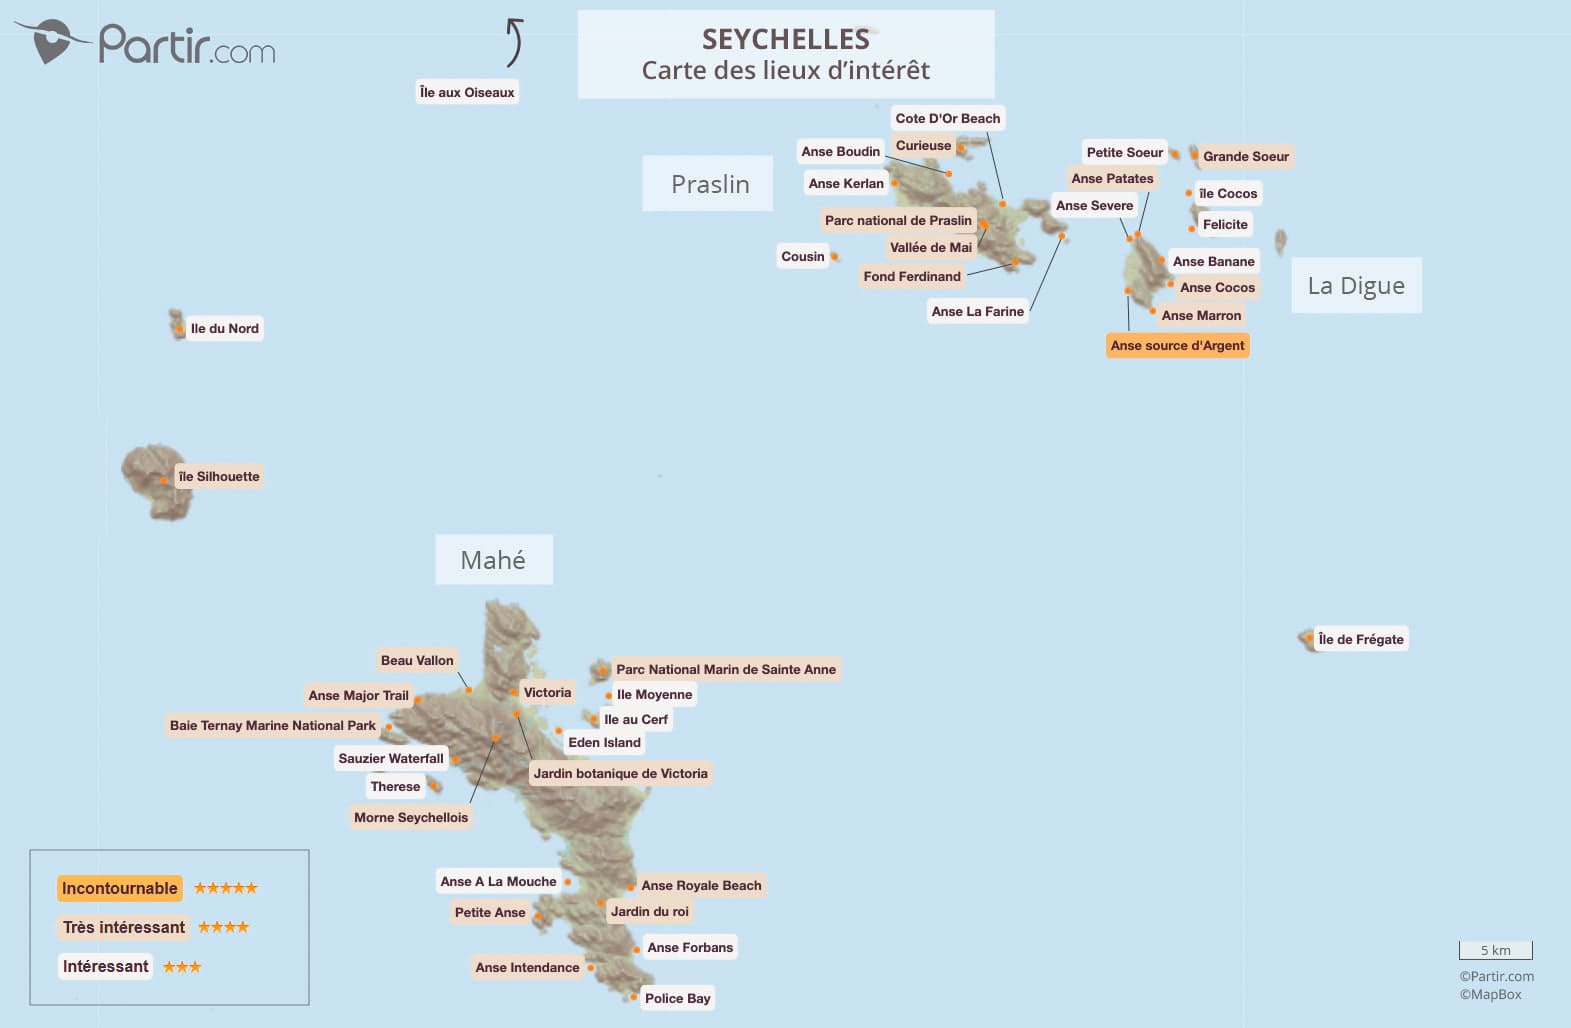 Partir.com
SEYCHELLES
Carte des lieux d’intérêt
Île aux Oiseaux
Praslin
Cote D'Or Beach
Curieuse
Anse Boudin
Anse Kerlan
Parc national de Praslin
Vallée de Mai
Cousin
Fond Ferdinand
Anse La Farine
Petite Soeur
Grande Soeur
Anse Patates
île Cocos
Anse Severe
Felicite
Anse Banane
La Digue
Anse Cocos
Anse Marron
Anse source d'Argent
Ile du Nord
île Silhouette
Mahé
Île de Frégate
Beau Vallon
Parc National Marin de Sainte Anne
Anse Major Trail
Victoria
Ile Moyenne
Baie Ternay Marine National Park
Ile au Cerf
Eden Island
Sauzier Waterfall
Jardin botanique de Victoria
Therese
Morne Seychellois
Anse A La Mouche
Anse Royale Beach
Petite Anse
Jardin du roi
Anse Forbans
Anse Intendance
Police Bay
Incontournable
Très intéressant
Intéressant
5 km
©Partir.com
©MapBox